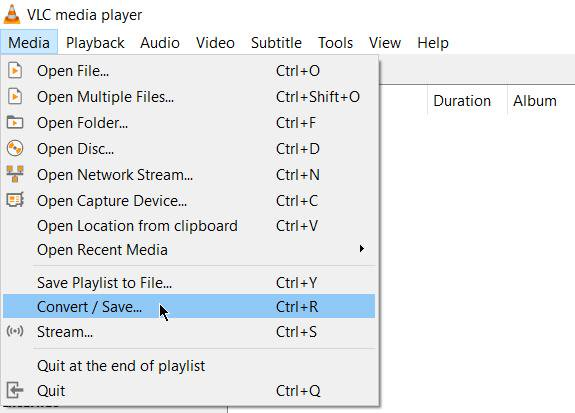 VLC media player
Media Playback Audio Video Subtitle Tools View Help
Open File... Ctrl+O
Open Multiple Files... Ctrl+Shift+O
Duration Album
Open Folder... Ctrl+F
Open Disc... Ctrl+D
Open Network Stream... Ctrl+N
Open Capture Device... Ctrl+C
Open Location from clipboard Ctrl+V
Open Recent Media
Save Playlist to File... Ctrl+Y
Convert / Save... Ctrl+R
Stream... Ctrl+S
Quit at the end of playlist
Quit Ctrl+Q